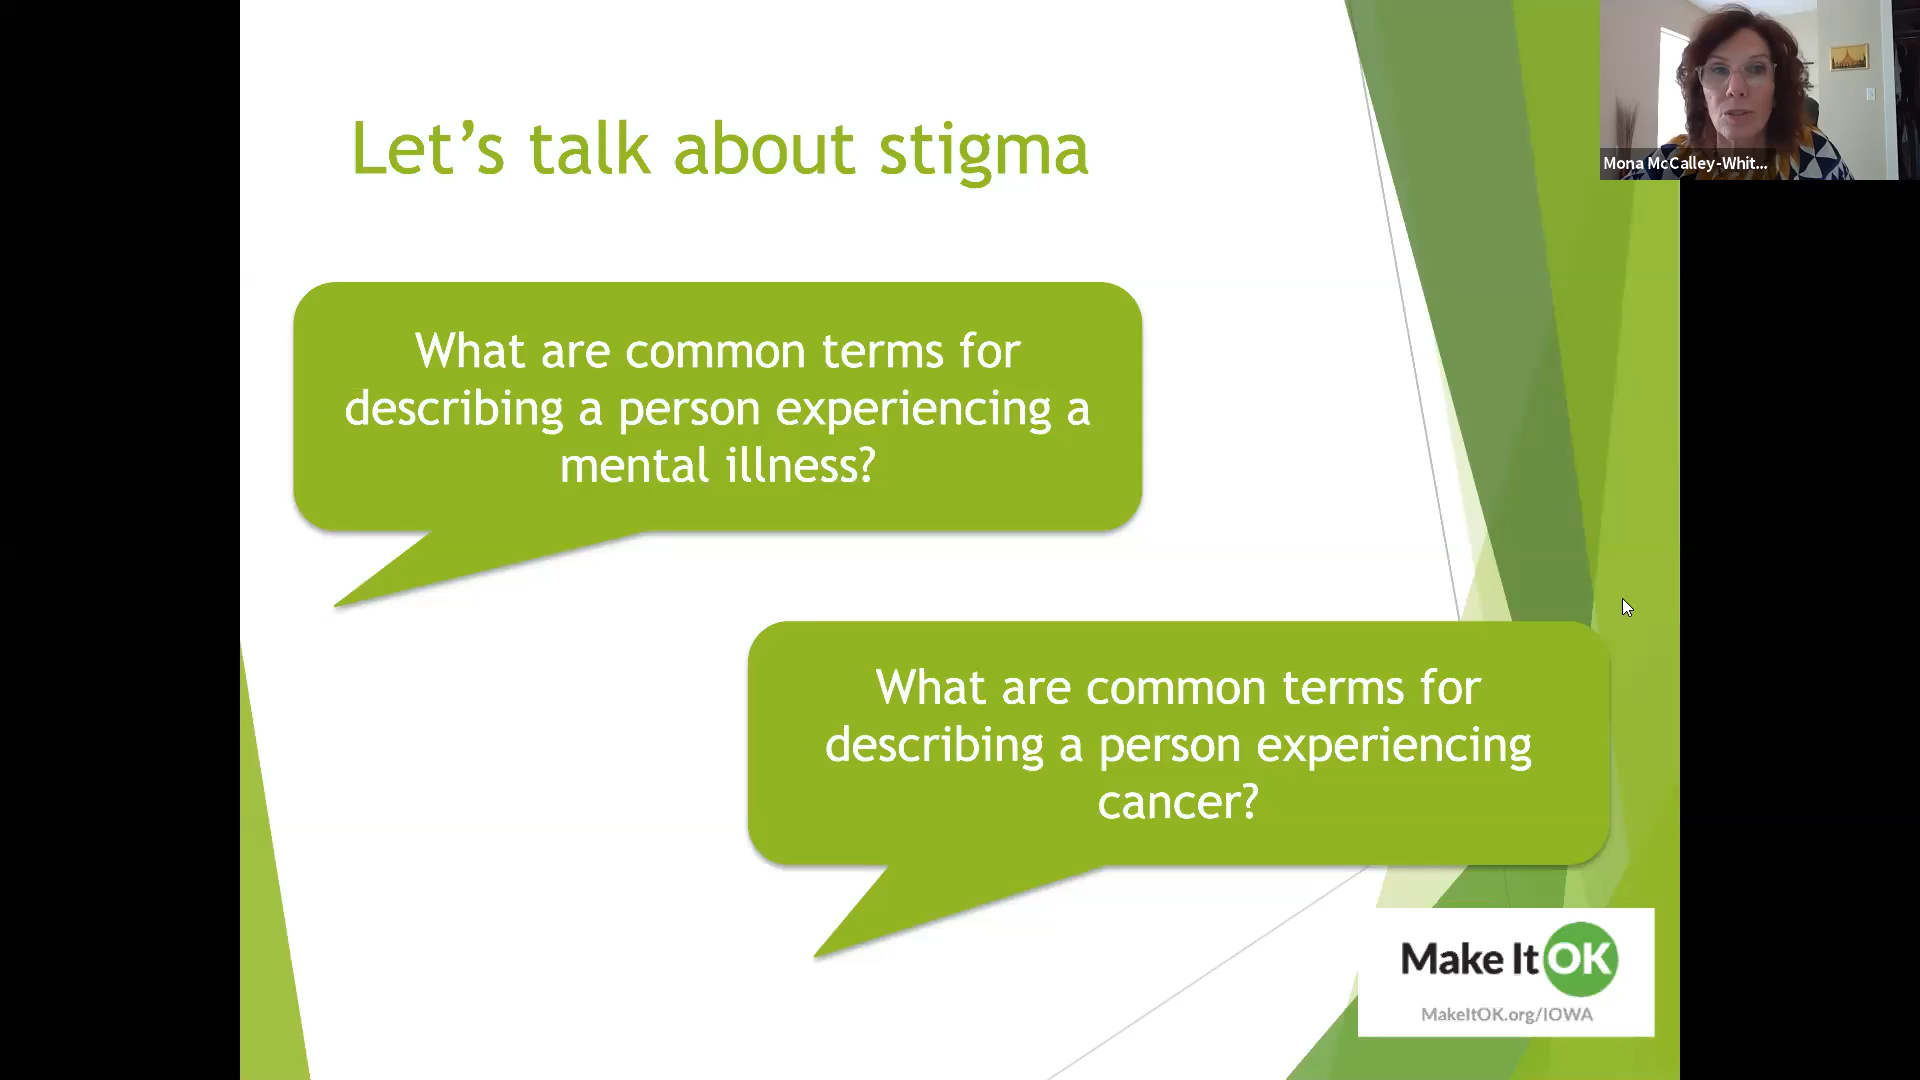 Let’s talk about stigma
Mona McCalley-Whit...
What are common terms for
describing a person experiencing a
mental illness?
What are common terms for
describing a person experiencing
cancer?
Make It OK
MakeItOK.org/IOWA